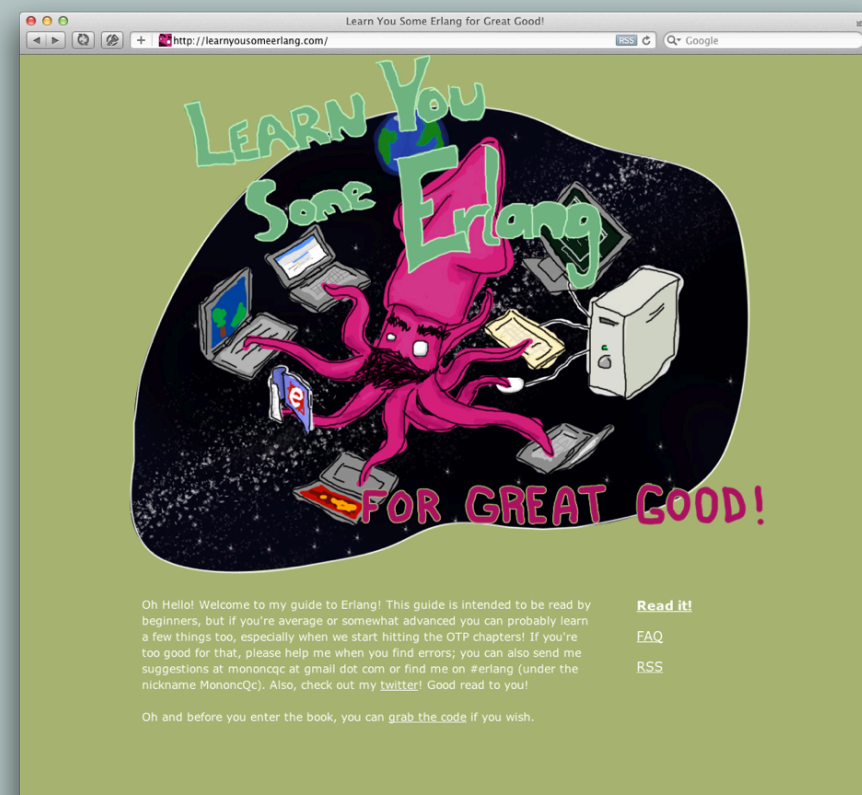 Learn You Some Erlang for Great Good!
http://learnyousomeerlang.com/
RSS
Google
LEARN YOU
SOME Erlang
e
FOR GREAT GOOD!
Oh Hello! Welcome to my guide to Erlang! This guide is intended to be read by
beginners, but if you're average or somewhat advanced you can probably learn
a few things too, especially when we start hitting the OTP chapters! If you're
too good for that, please help me when you find errors; you can also send me
suggestions at mononcqc at gmail dot com or find me on #erlang (under the
nickname MononcQc). Also, check out my twitter! Good read to you!
Oh and before you enter the book, you can grab the code if you wish.
Read it!
FAQ
RSS